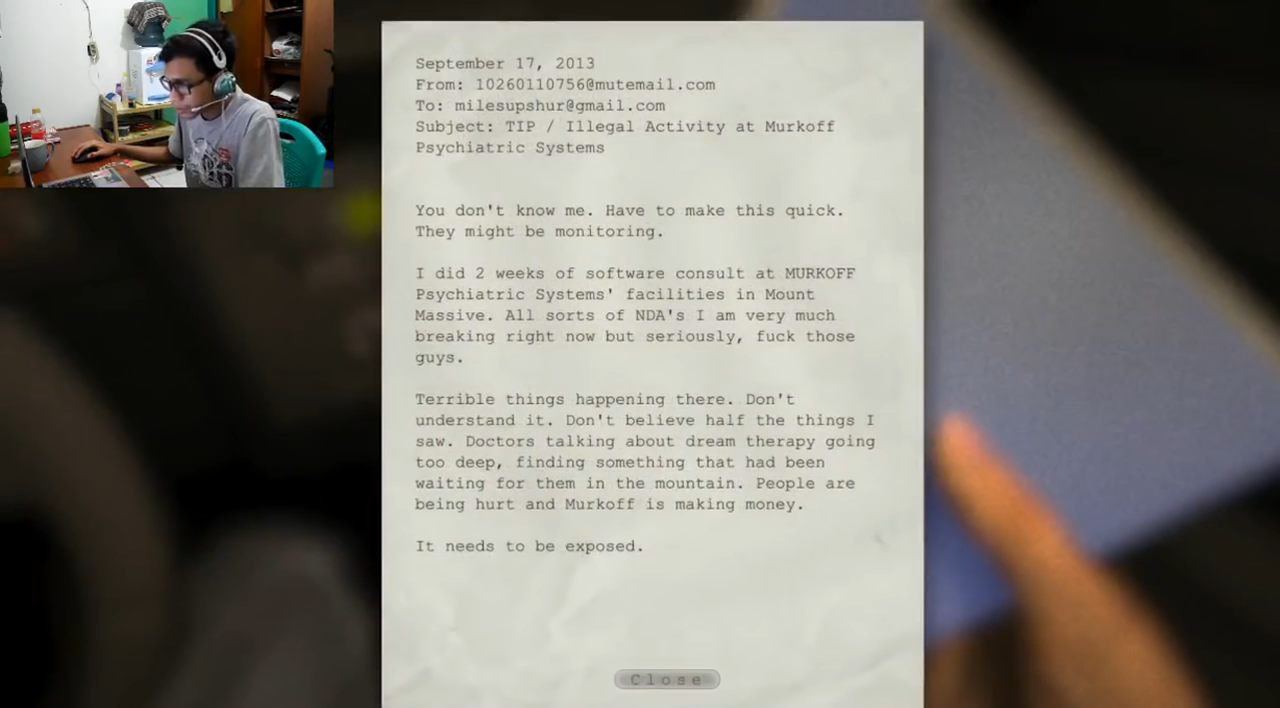 September 17, 2013
From: 10260110756@mutemail.com
To: milesupshur@gmail.com
Subject: TIP / Illegal Activity at Murkoff
Psychiatric Systems
You don't know me. Have to make this quick.
They might be monitoring.
I did 2 weeks of software consult at MURKOFF
Psychiatric Systems' facilities in Mount
Massive. All sorts of NDA's I am very much
breaking right now but seriously, fuck those
guys.
Terrible things happening there. Don't
understand it. Don't believe half the things I
saw. Doctors talking about dream therapy going
too deep, finding something that had been
waiting for them in the mountain. People are
being hurt and Murkoff is making money.
It needs to be exposed.
Close